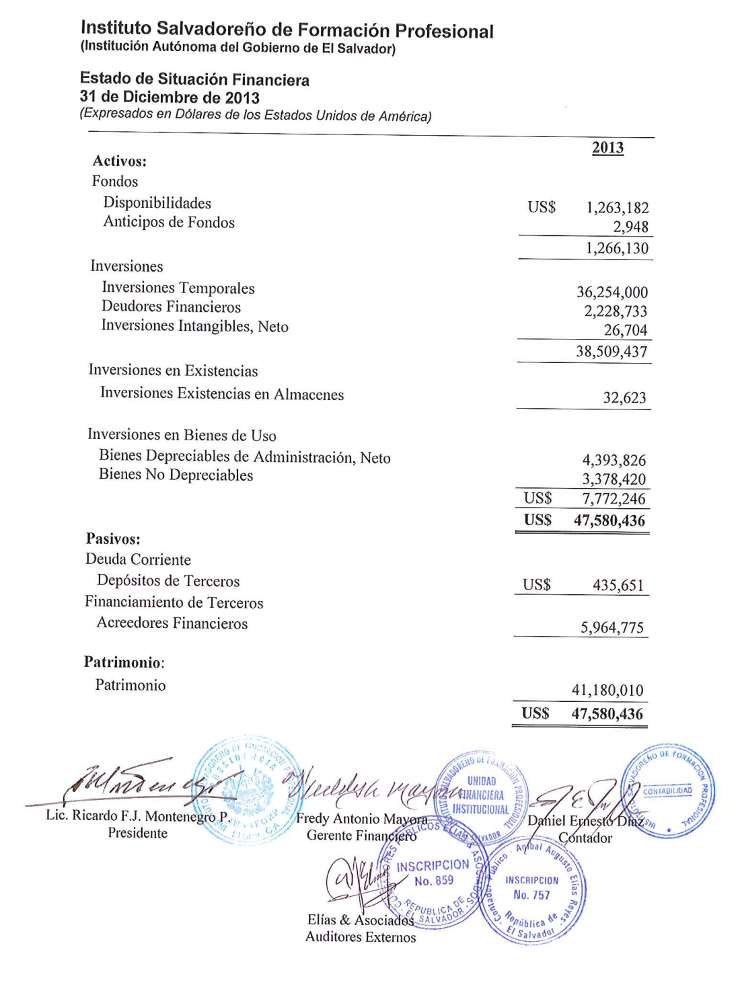 Instituto Salvadoreño de Formación Profesional
(Institución Autónoma del Gobierno de El Salvador)
Estado de Situación Financiera
31 de Diciembre de 2013
(Expresados en Dólares de los Estados Unidos de América)
2013
Activos:
Fondos
Disponibilidades US$ 1,263,182
Anticipos de Fondos 2,948
1,266,130
Inversiones
Inversiones Temporales 36,254,000
Deudores Financieros 2,228,733
Inversiones Intangibles, Neto 26,704
38,509,437
Inversiones en Existencias
Inversiones Existencias en Almacenes 32,623
Inversiones en Bienes de Uso
Bienes Depreciables de Administración, Neto 4,393,826
Bienes No Depreciables 3,378,420
US$ 7,772,246
US$ 47,580,436
Pasivos:
Deuda Corriente
Depósitos de Terceros US$ 435,651
Financiamiento de Terceros
Acreedores Financieros 5,964,775
Patrimonio:
Patrimonio 41,180,010
US$ 47,580,436
PRESIDENCIA
UNIDAD
FINANCIERA
INSTITUCIONAL
CONTABILIDAD
Lic. Ricardo F.J. Montenegro P.
Presidente
Fredy Antonio Mayora
Gerente Financiero
Daniel Ernesto Díaz
Contador
INSCRIPCION
No. 859
REPUBLICA DE
EL SALVADOR
Aníbal Augusto Elias Reyes
Contador Público
INSCRIPCION
No. 757
República de
El Salvador
Elías & Asociados
Auditores Externos